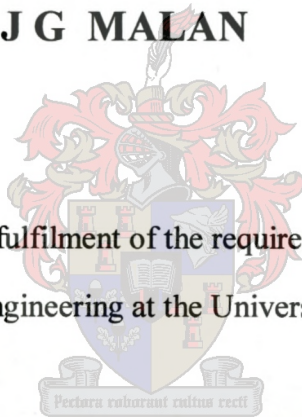 J G MALAN
fulfilment of the require
ngineering at the Univers
Pectora roborant cultus recti